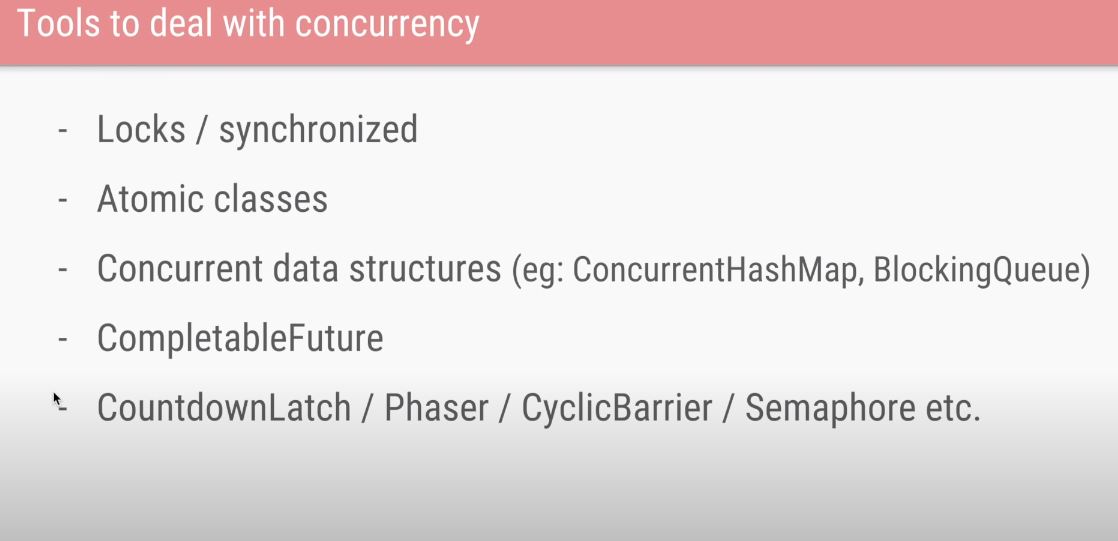 Tools to deal with concurrency
- Locks / synchronized
- Atomic classes
- Concurrent data structures (eg: ConcurrentHashMap, BlockingQueue)
- CompletableFuture
- CountdownLatch / Phaser / CyclicBarrier / Semaphore etc.